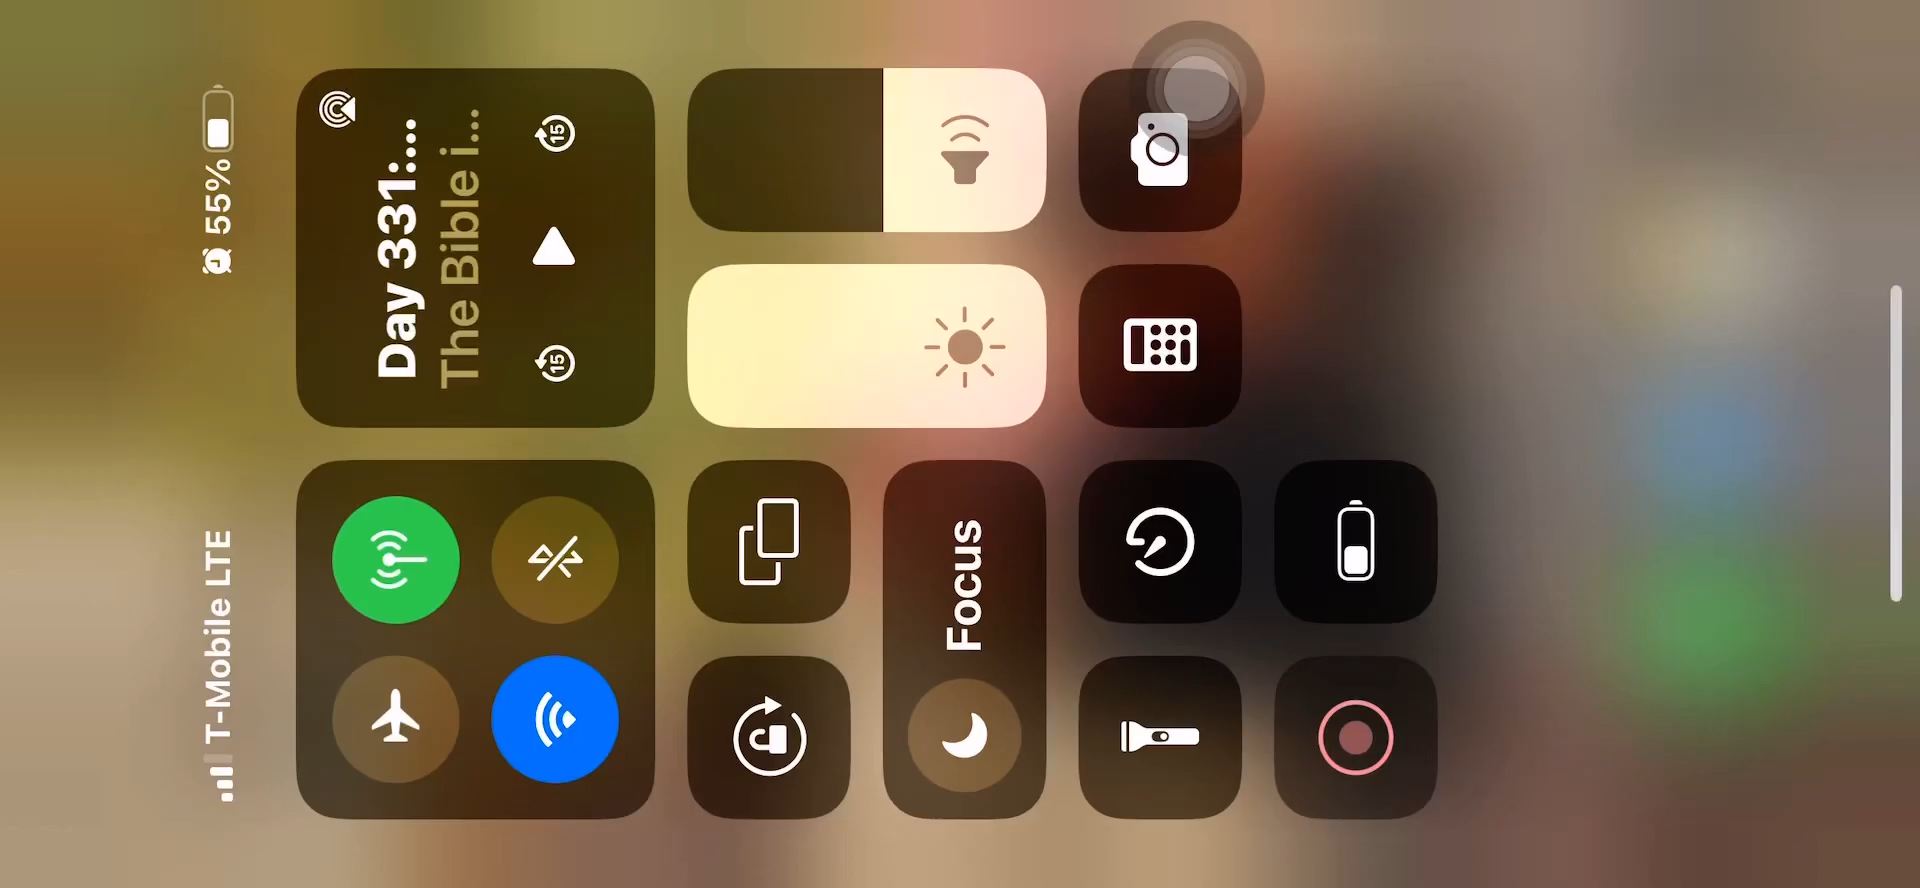 T-Mobile LTE
55%
Day 331:...
The Bible i...
15
15
Focus